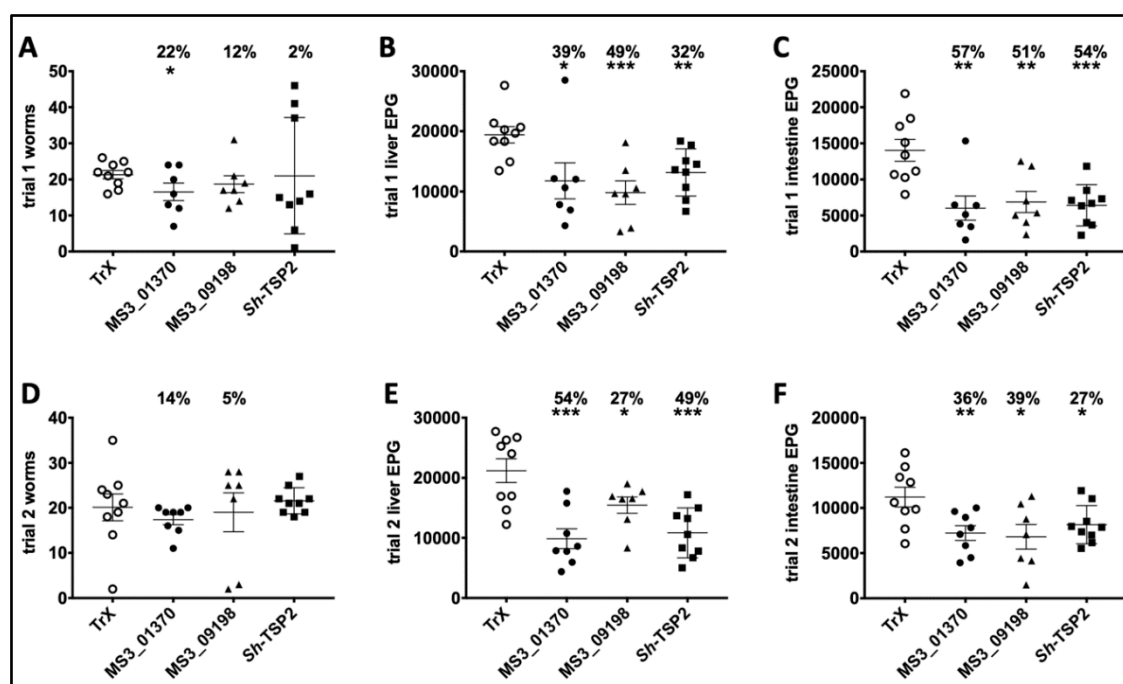 A
22% 12% 2%
*
trial 1 worms
50
40
30
20
10
0
TrX
MS3_01370
MS3_09198
Sh-TSP2
B
39% 49% 32%
* *** **
trial 1 liver EPG
30000
20000
10000
0
TrX
MS3_01370
MS3_09198
Sh-TSP2
C
57% 51% 54%
** ** ***
trial 1 intestine EPG
25000
20000
15000
10000
5000
0
TrX
MS3_01370
MS3_09198
Sh-TSP2
D
14% 5%
trial 2 worms
40
30
20
10
0
TrX
MS3_01370
MS3_09198
Sh-TSP2
E
54% 27% 49%
*** * ***
trial 2 liver EPG
30000
20000
10000
0
TrX
MS3_01370
MS3_09198
Sh-TSP2
F
36% 39% 27%
** * *
trial 2 intestine EPG
20000
15000
10000
5000
0
TrX
MS3_01370
MS3_09198
Sh-TSP2